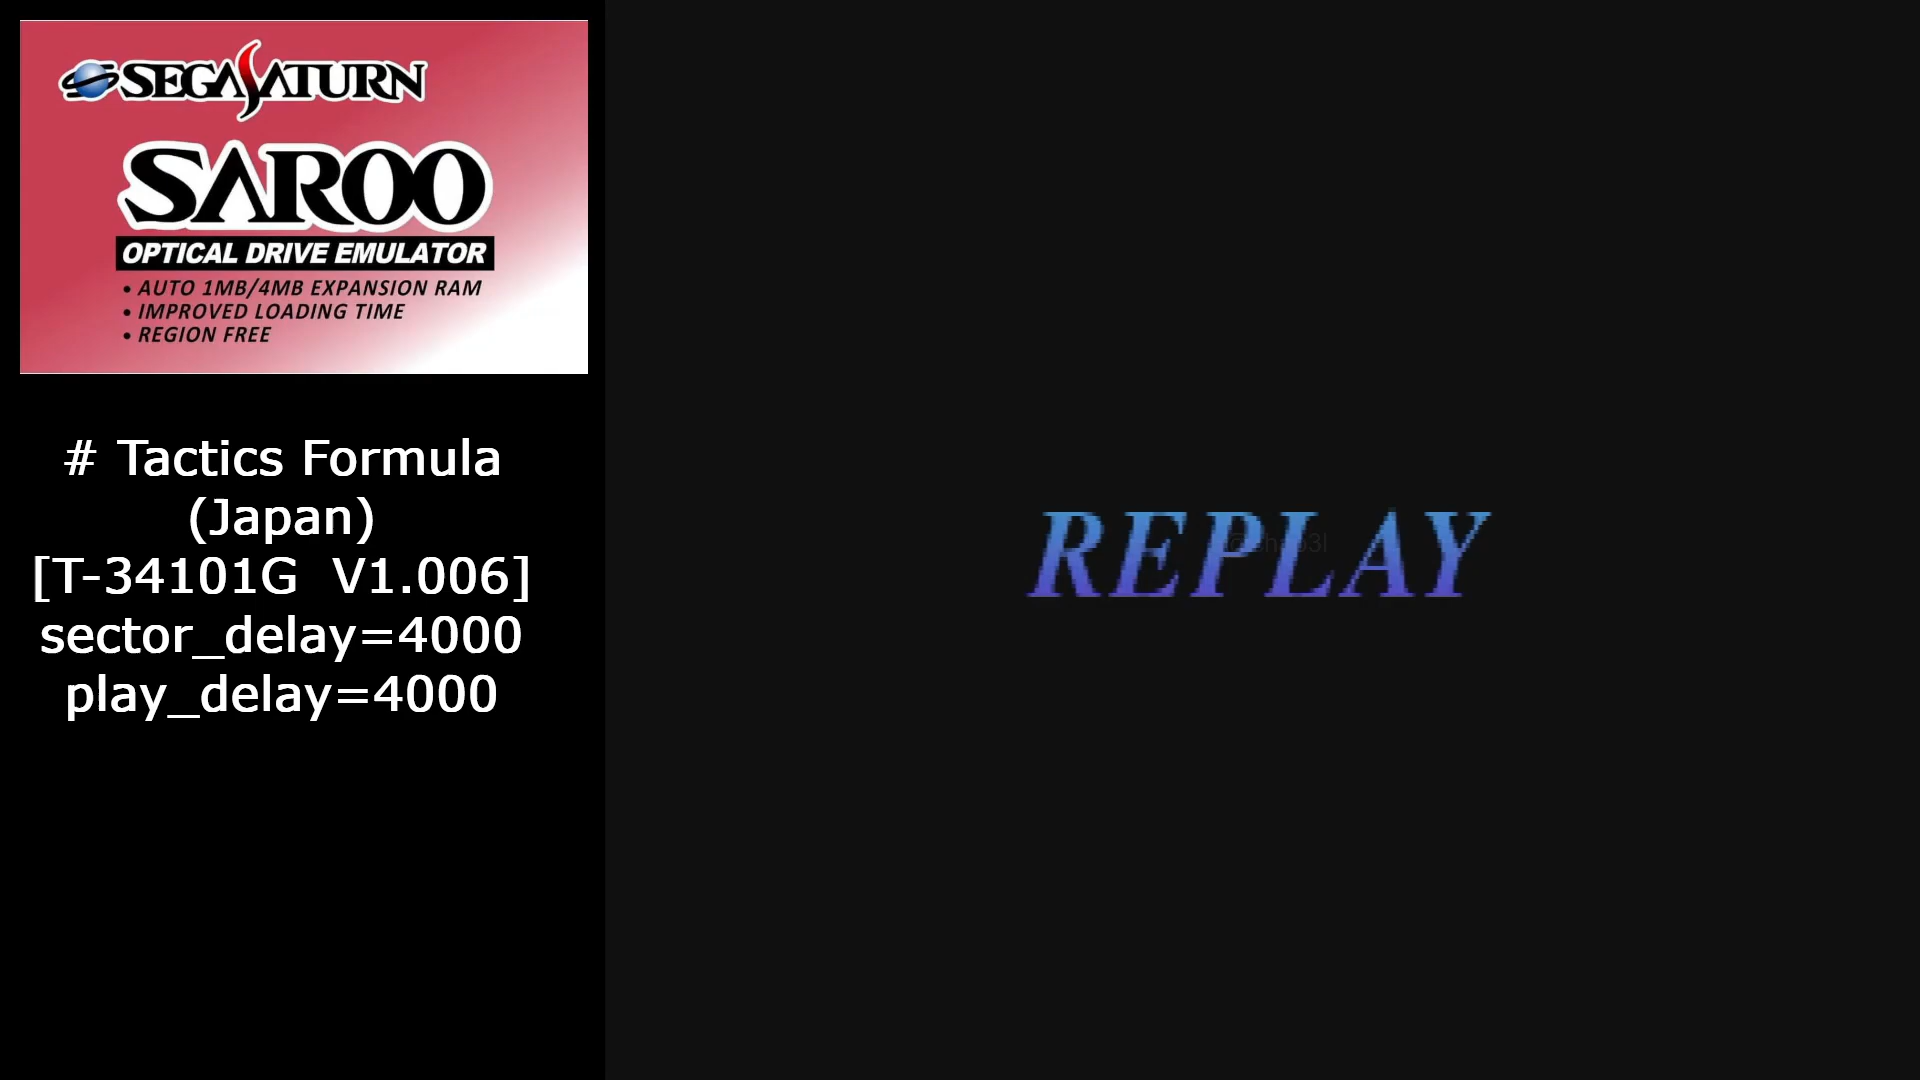 SEGA SATURN
SAROO
OPTICAL DRIVE EMULATOR
• AUTO 1MB/4MB EXPANSION RAM
• IMPROVED LOADING TIME
• REGION FREE
# Tactics Formula
(Japan)
[T-34101G  V1.006]
sector_delay=4000
play_delay=4000
REPLAY